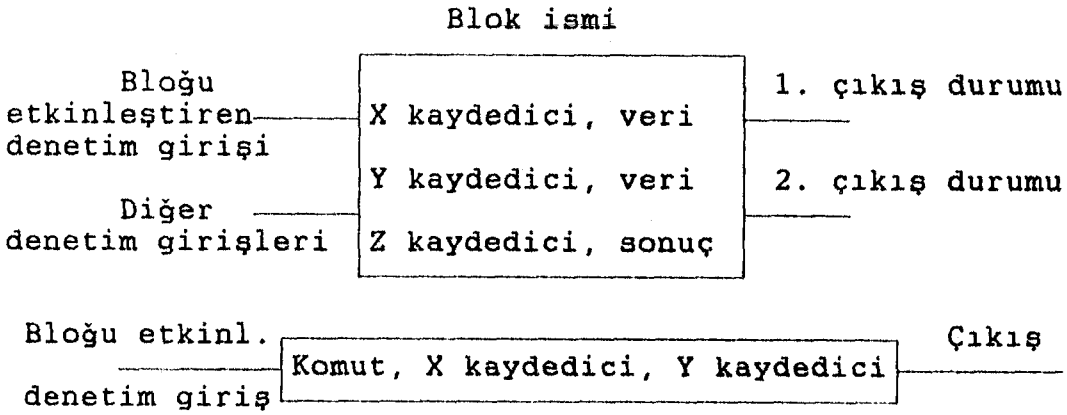 Blok ismi
Bloğu
etkinleştiren
denetim girişi
X kaydedici, veri
1. çıkış durumu
Y kaydedici, veri
2. çıkış durumu
Diğer
denetim girişleri
Z kaydedici, sonuç
Bloğu etkinl.
denetim giriş
Komut, X kaydedici, Y kaydedici
Çıkış